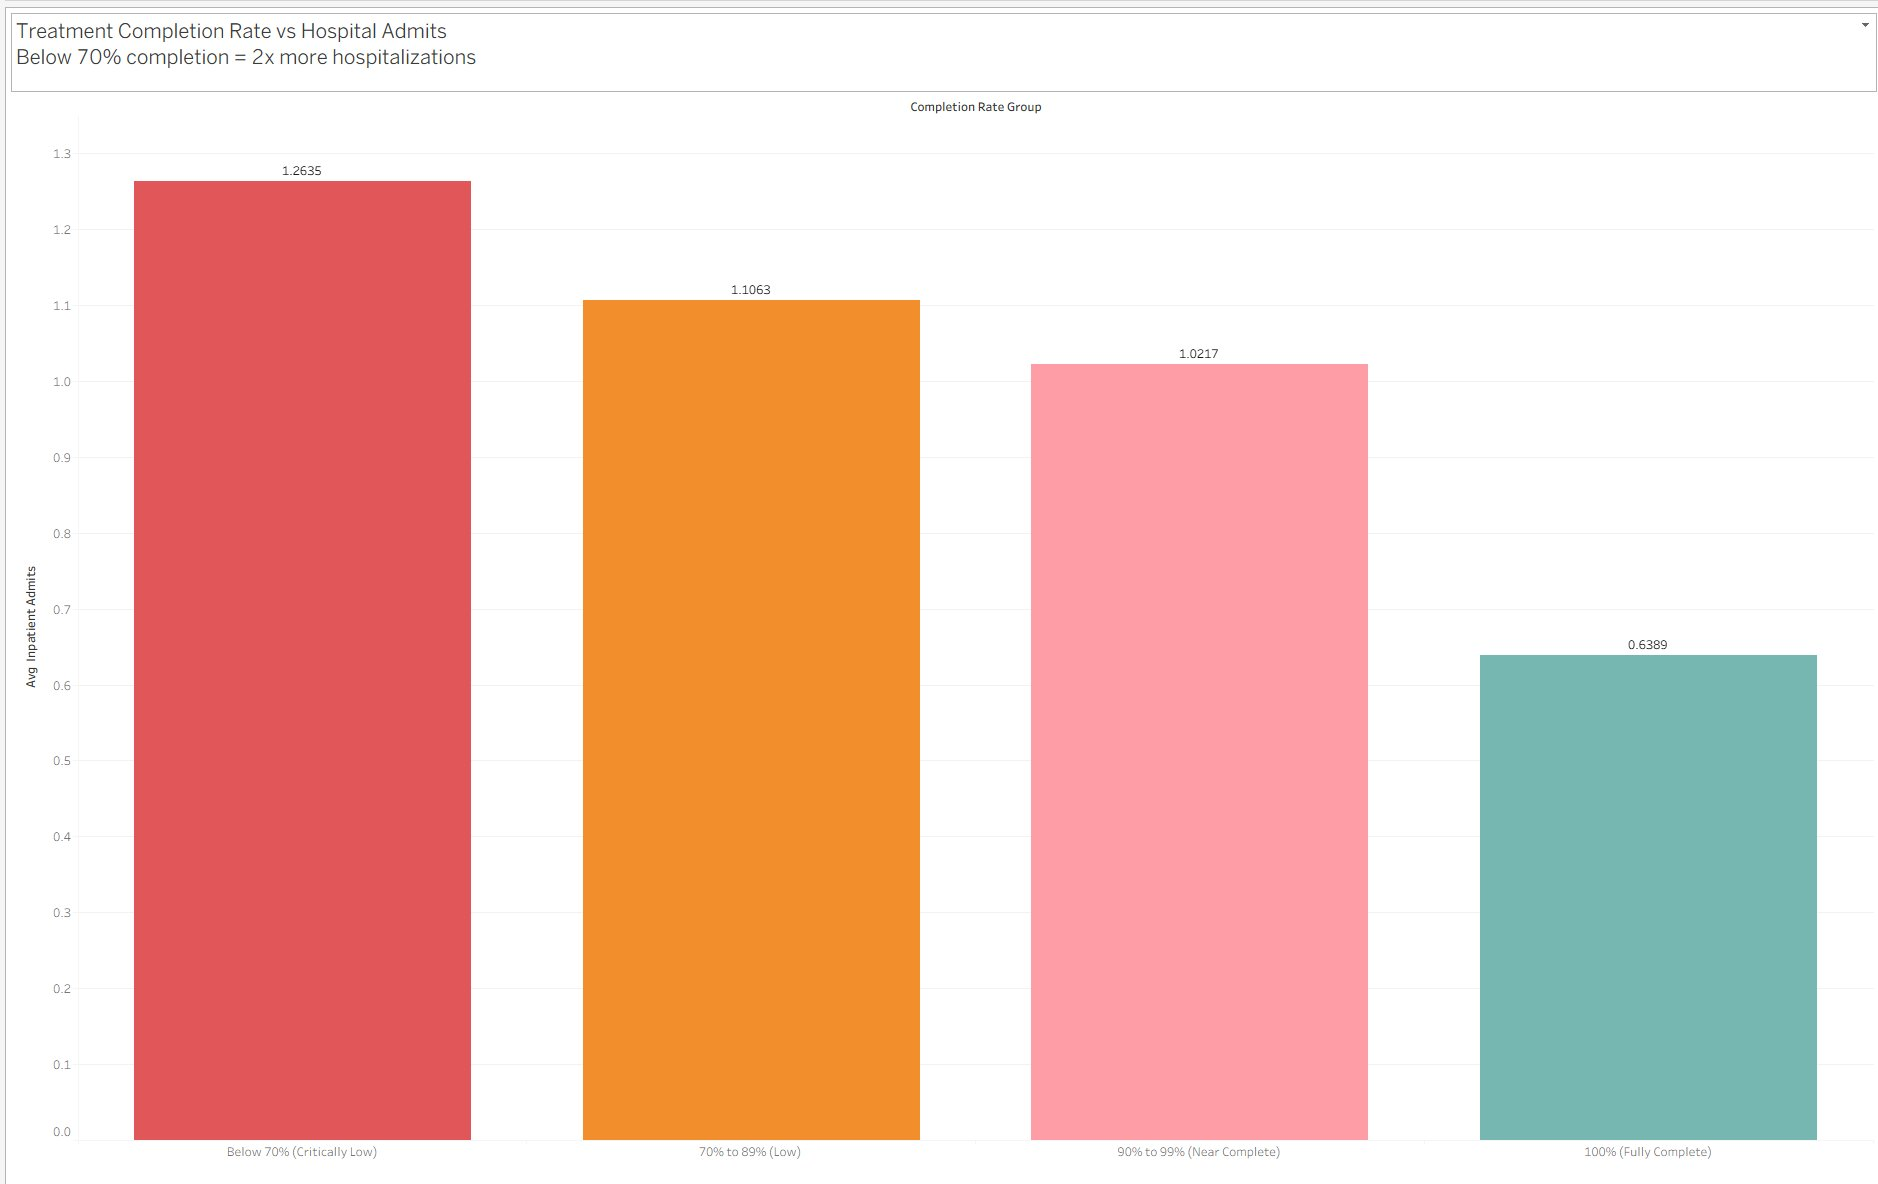 Treatment Completion Rate vs Hospital Admits
Below 70% completion = 2x more hospitalizations
Completion Rate Group
1.3
1.2
1.1
1.0
0.9
0.8
0.7
0.6
0.5
0.4
0.3
0.2
0.1
0.0
Avg Inpatient Admits
1.2635
1.1063
1.0217
0.6389
Below 70% (Critically Low)
70% to 89% (Low)
90% to 99% (Near Complete)
100% (Fully Complete)